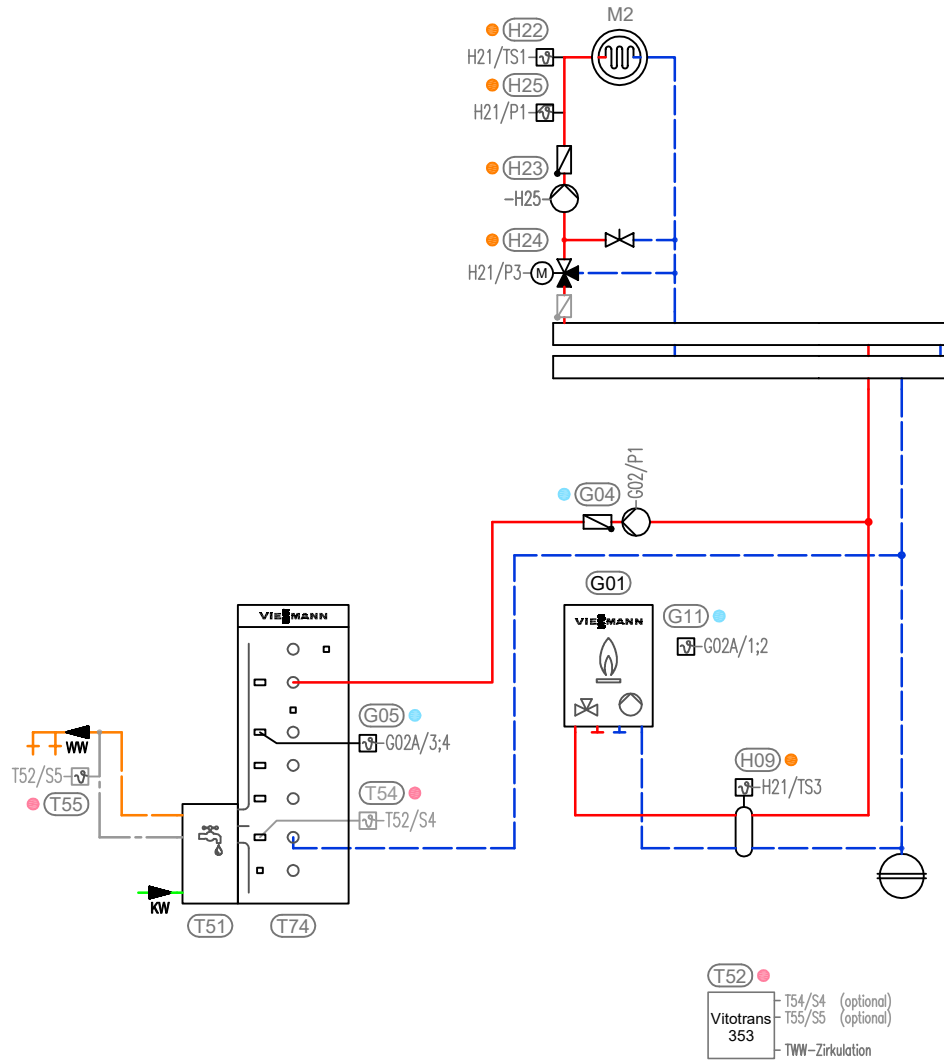 H22
M2
H21/TS1
H25
H21/P1
H23
H25
H24
H21/P3
M
G04
G02/P1
G01
VIESSMANN
VIESSMANN
G11
G02A/1;2
G05
G02A/3;4
WW
T52/S5
T55
T54
T52/S4
H09
H21/TS3
KW
T51
T74
T52
Vitotrans
353
T54/S4 (optional)
T55/S5 (optional)
TWW-Zirkulation